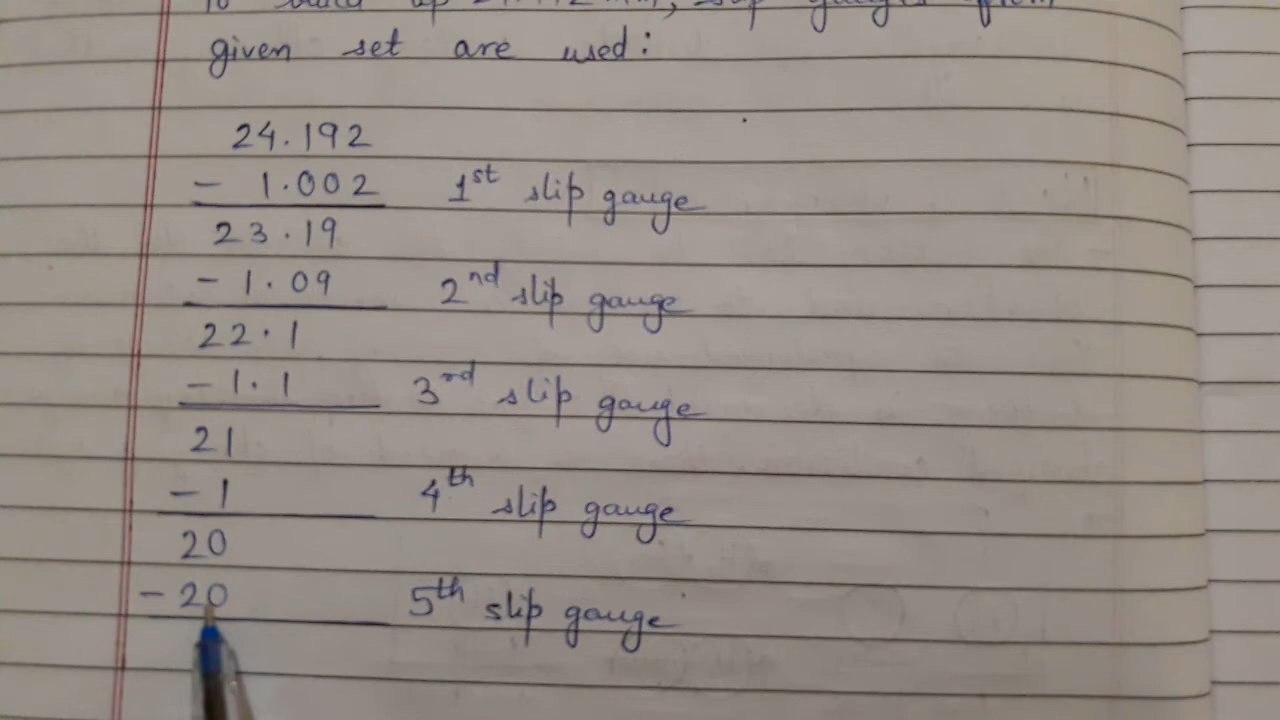 given set are used:
24.192
- 1.002 1st slip gauge
23.19
- 1.09 2nd slip gauge
22.1
- 1.1 3rd slip gauge
21
- 1 4th slip gauge
20
- 20 5th slip gauge